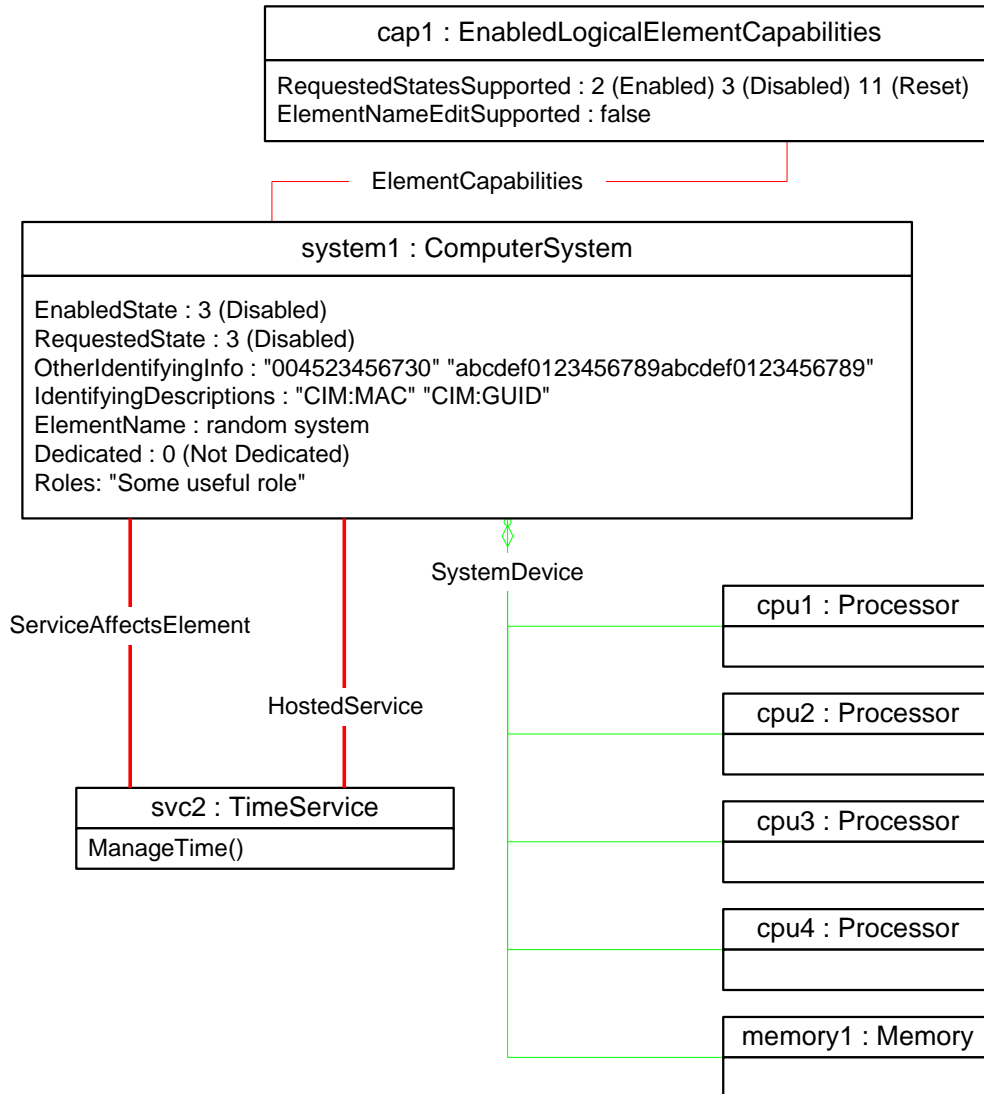 cap1 : EnabledLogicalElementCapabilities
RequestedStatesSupported : 2 (Enabled) 3 (Disabled) 11 (Reset)
ElementNameEditSupported : false
ElementCapabilities
system1 : ComputerSystem
EnabledState : 3 (Disabled)
RequestedState : 3 (Disabled)
OtherIdentifyingInfo : "004523456730" "abcdef0123456789abcdef0123456789"
IdentifyingDescriptions : "CIM:MAC" "CIM:GUID"
ElementName : random system
Dedicated : 0 (Not Dedicated)
Roles: "Some useful role"
SystemDevice
cpu1 : Processor
ServiceAffectsElement
HostedService
cpu2 : Processor
svc2 : TimeService
ManageTime()
cpu3 : Processor
cpu4 : Processor
memory1 : Memory